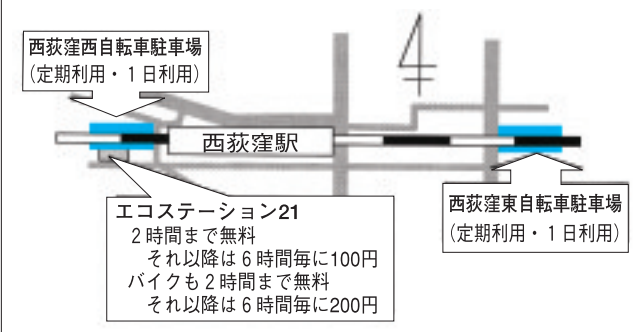 西荻窪西自転車駐車場
(定期利用・1日利用)
西荻窪駅
西荻窪東自転車駐車場
(定期利用・1日利用)
エコステーション21
2時間まで無料
それ以降は6時間毎に100円
バイクも2時間まで無料
それ以降は6時間毎に200円